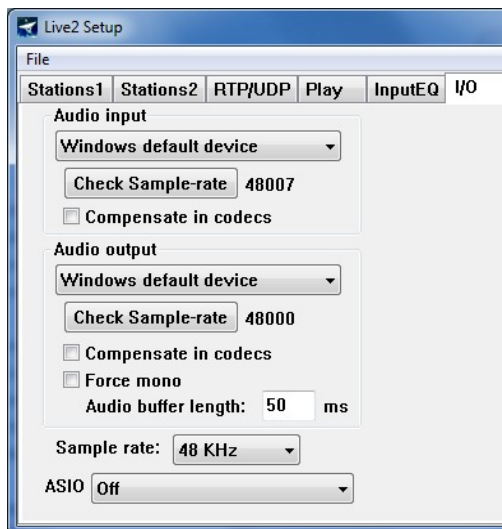 Live2 Setup
File
Stations1 Stations2 RTP/UDP Play InputEQ I/O
Audio input
Windows default device
Check Sample-rate 48007
Compensate in codecs
Audio output
Windows default device
Check Sample-rate 48000
Compensate in codecs
Force mono
Audio buffer length: 50 ms
Sample rate: 48 KHz
ASIO Off